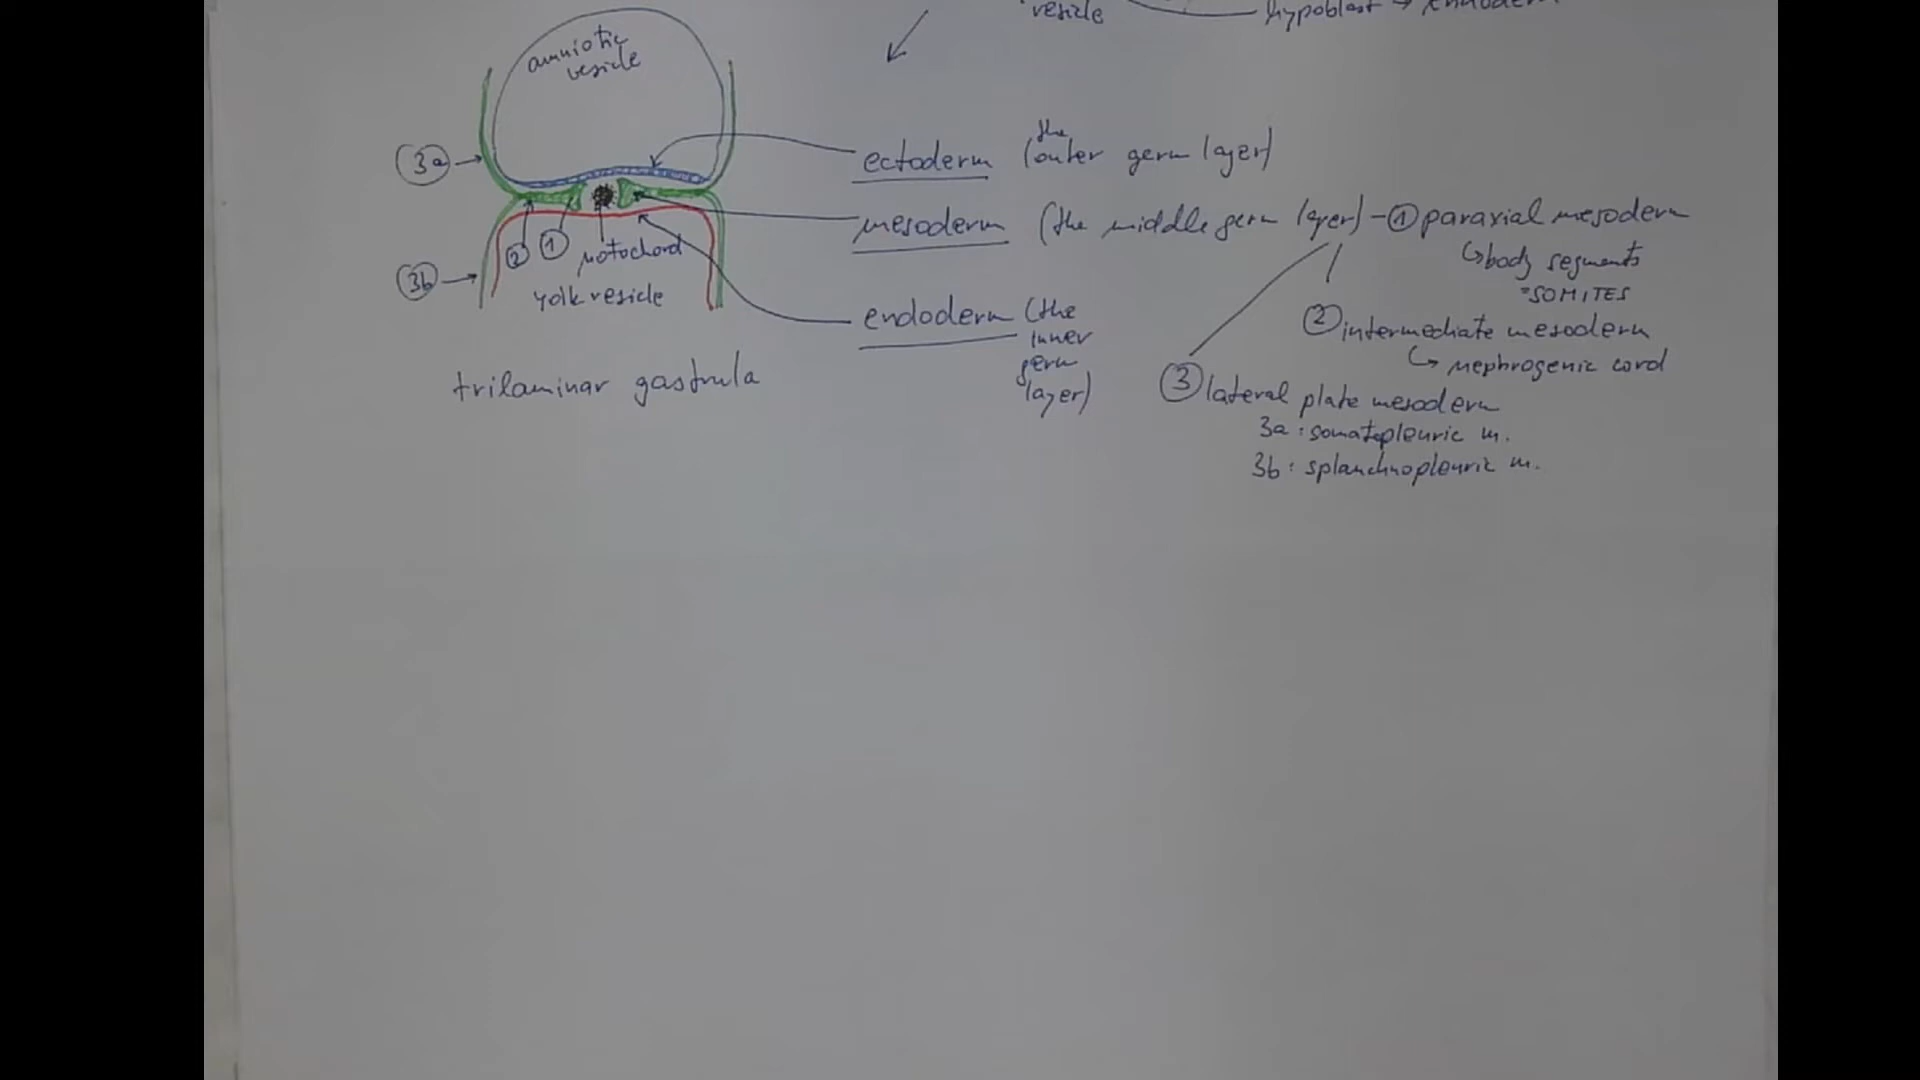 vesicle
hypoblast → endoderm
amniotic
vesicle
3a
ectoderm (the outer germ layer)
mesoderm (the middle germ layer) - ① paraxial mesoderm
↳ body segments
= SOMITES
② ① notochord
3b
yolk vesicle
endoderm (the
inner
germ
layer)
② intermediate mesoderm
↳ nephrogenic cord
trilaminar gastrula
③ lateral plate mesoderm
3a: somatopleuric m.
3b: splanchnopleuric m.